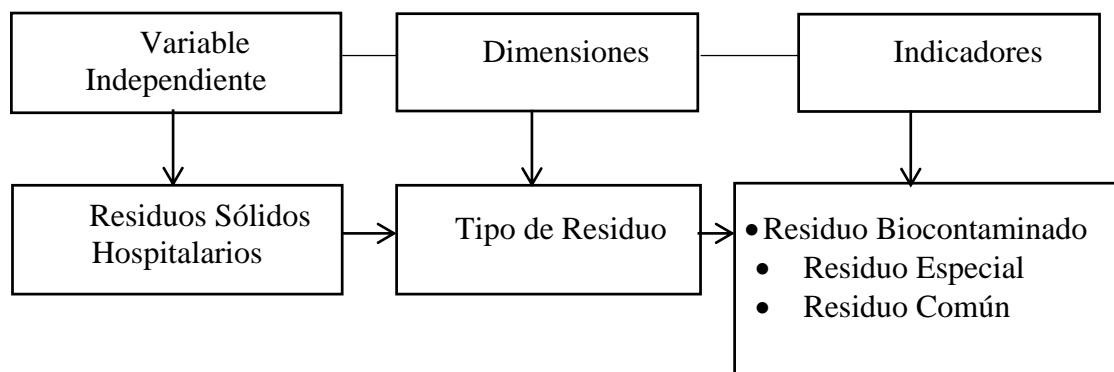 Variable
Independiente
Dimensiones
Indicadores
Residuos Sólidos
Hospitalarios
Tipo de Residuo
•Residuo Biocontaminado
• Residuo Especial
• Residuo Común